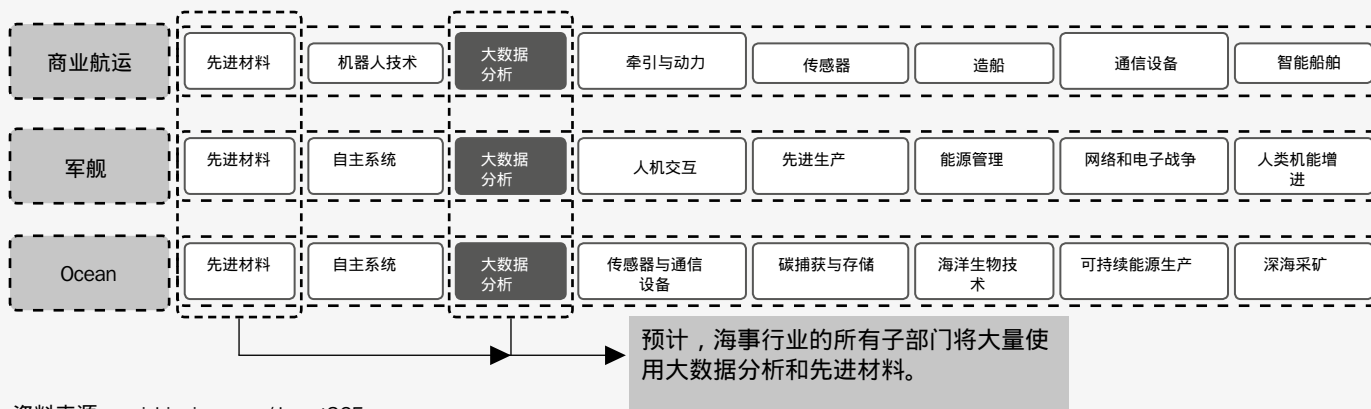 商业航运
先进材料
机器人技术
大数据
分析
牵引与动力
传感器
造船
通信设备
智能船舶
军舰
先进材料
自主系统
大数据
分析
人机交互
先进生产
能源管理
网络和电子战争
人类机能增
进
Ocean
先进材料
自主系统
大数据
分析
传感器与通信
设备
碳捕获与存储
海洋生物技
术
可持续能源生产
深海采矿
预计，海事行业的所有子部门将大量使
用大数据分析和先进材料。